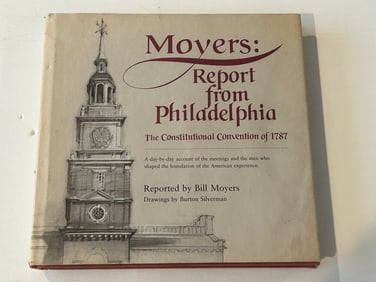 Moyers:
Report
from
Philadelphia
The Constitutional Convention of 1787
A day-by-day account of the meetings and the men who
shaped the foundation of the American experience.
Reported by Bill Moyers
Drawings by Burton Silverman